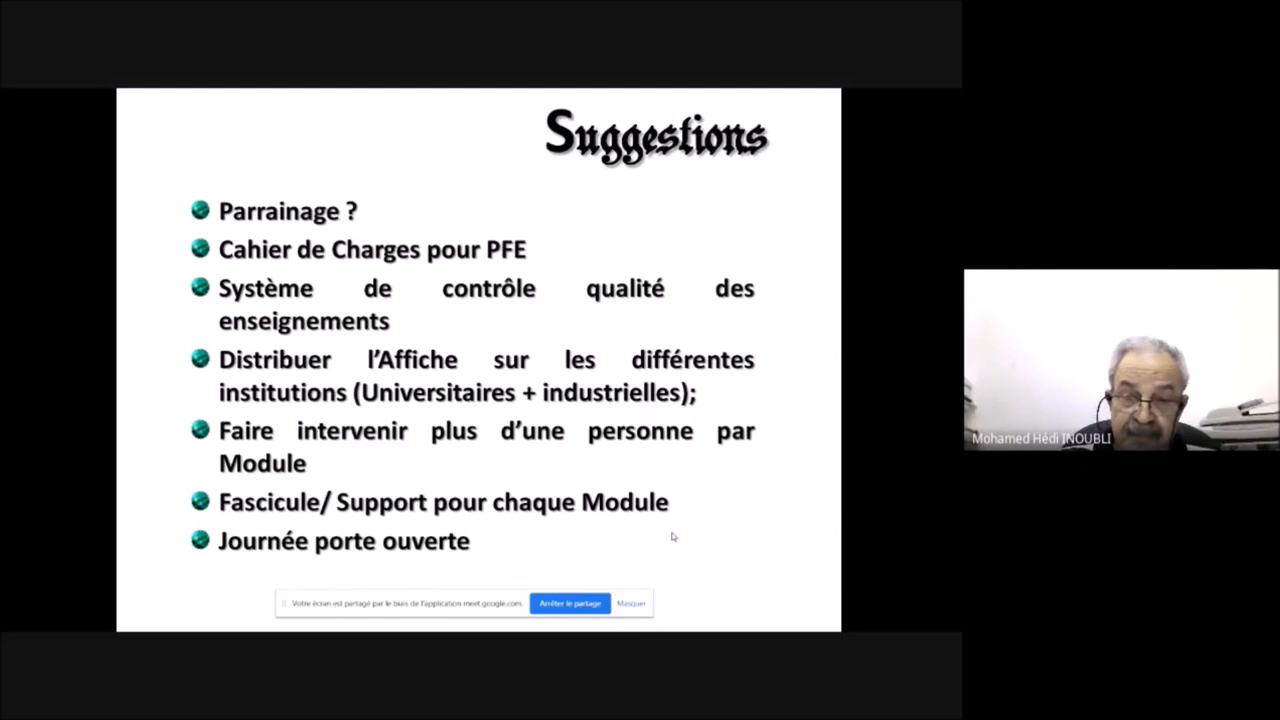 Suggestions
Parrainage ?
Cahier de Charges pour PFE
Système de contrôle qualité des
enseignements
Distribuer l’Affiche sur les différentes
institutions (Universitaires + industrielles);
Faire intervenir plus d’une personne par
Module
Fascicule/ Support pour chaque Module
Journée porte ouverte
Votre écran est partagé par le biais de l'application meet.google.com.
Arrêter le partage
Masquer
Mohamed Hédi INOUBLI